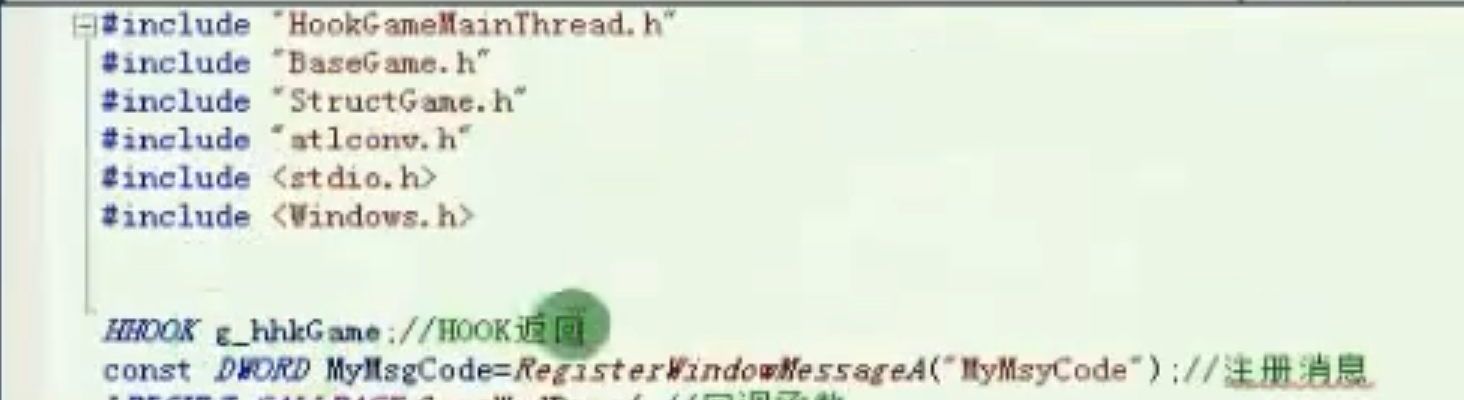 #include "HookGameMainThread.h"
#include "BaseGame.h"
#include "StructGame.h"
#include "atlconv.h"
#include <stdio.h>
#include <Windows.h>
HHOOK g_hhkGame;//HOOK返回
const DWORD MyMsgCode=RegisterWindowMessageA("MyMsyCode");//注册消息